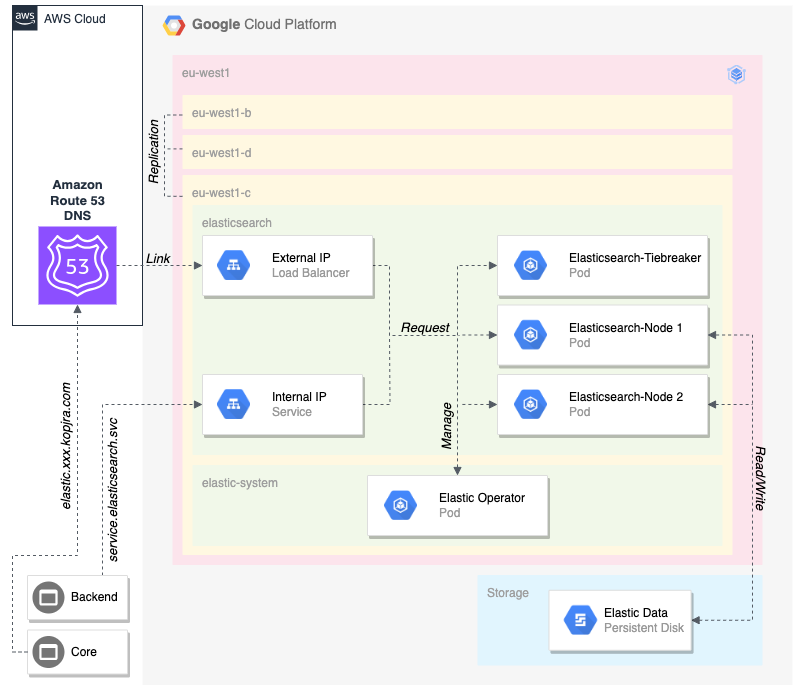 aws
AWS Cloud
Google Cloud Platform
eu-west1
eu-west1-b
eu-west1-d
eu-west1-c
Replication
Amazon
Route 53
DNS
53
Link
elasticsearch
External IP
Load Balancer
Elasticsearch-Tiebreaker
Pod
Request
Elasticsearch-Node 1
Pod
Internal IP
Service
Elasticsearch-Node 2
Pod
Manage
elastic.xxx.kopjra.com
service.elasticsearch.svc
Read/Write
elastic-system
Elastic Operator
Pod
Backend
Core
Storage
Elastic Data
Persistent Disk